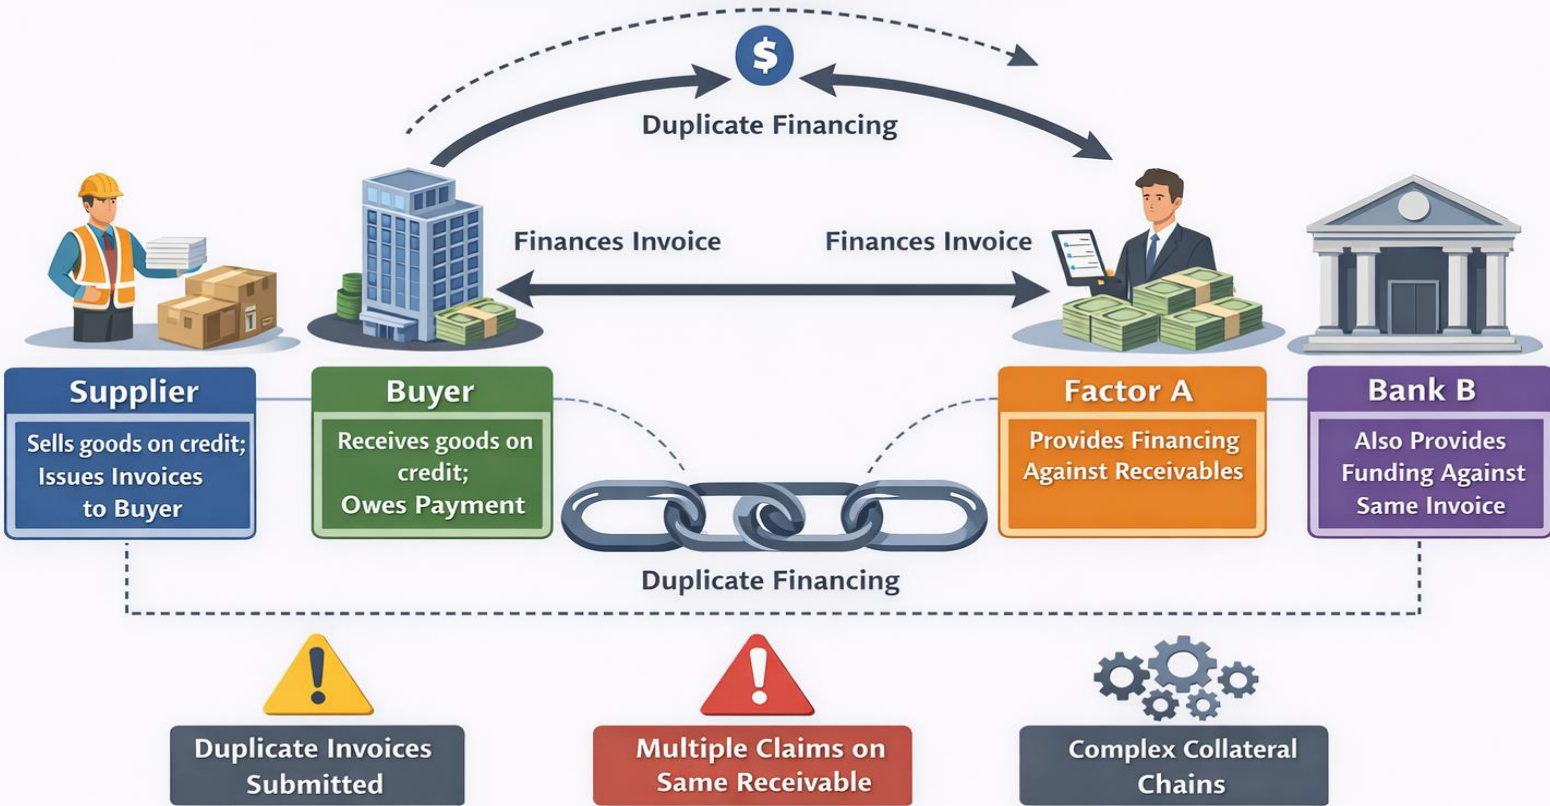 $
Duplicate Financing
Finances Invoice
Finances Invoice
Supplier
Sells goods on credit;
Issues Invoices
to Buyer
Buyer
Receives goods on
credit;
Owes Payment
Factor A
Provides Financing
Against Receivables
Bank B
Also Provides
Funding Against
Same Invoice
Duplicate Financing
Duplicate Invoices
Submitted
Multiple Claims on
Same Receivable
Complex Collateral
Chains